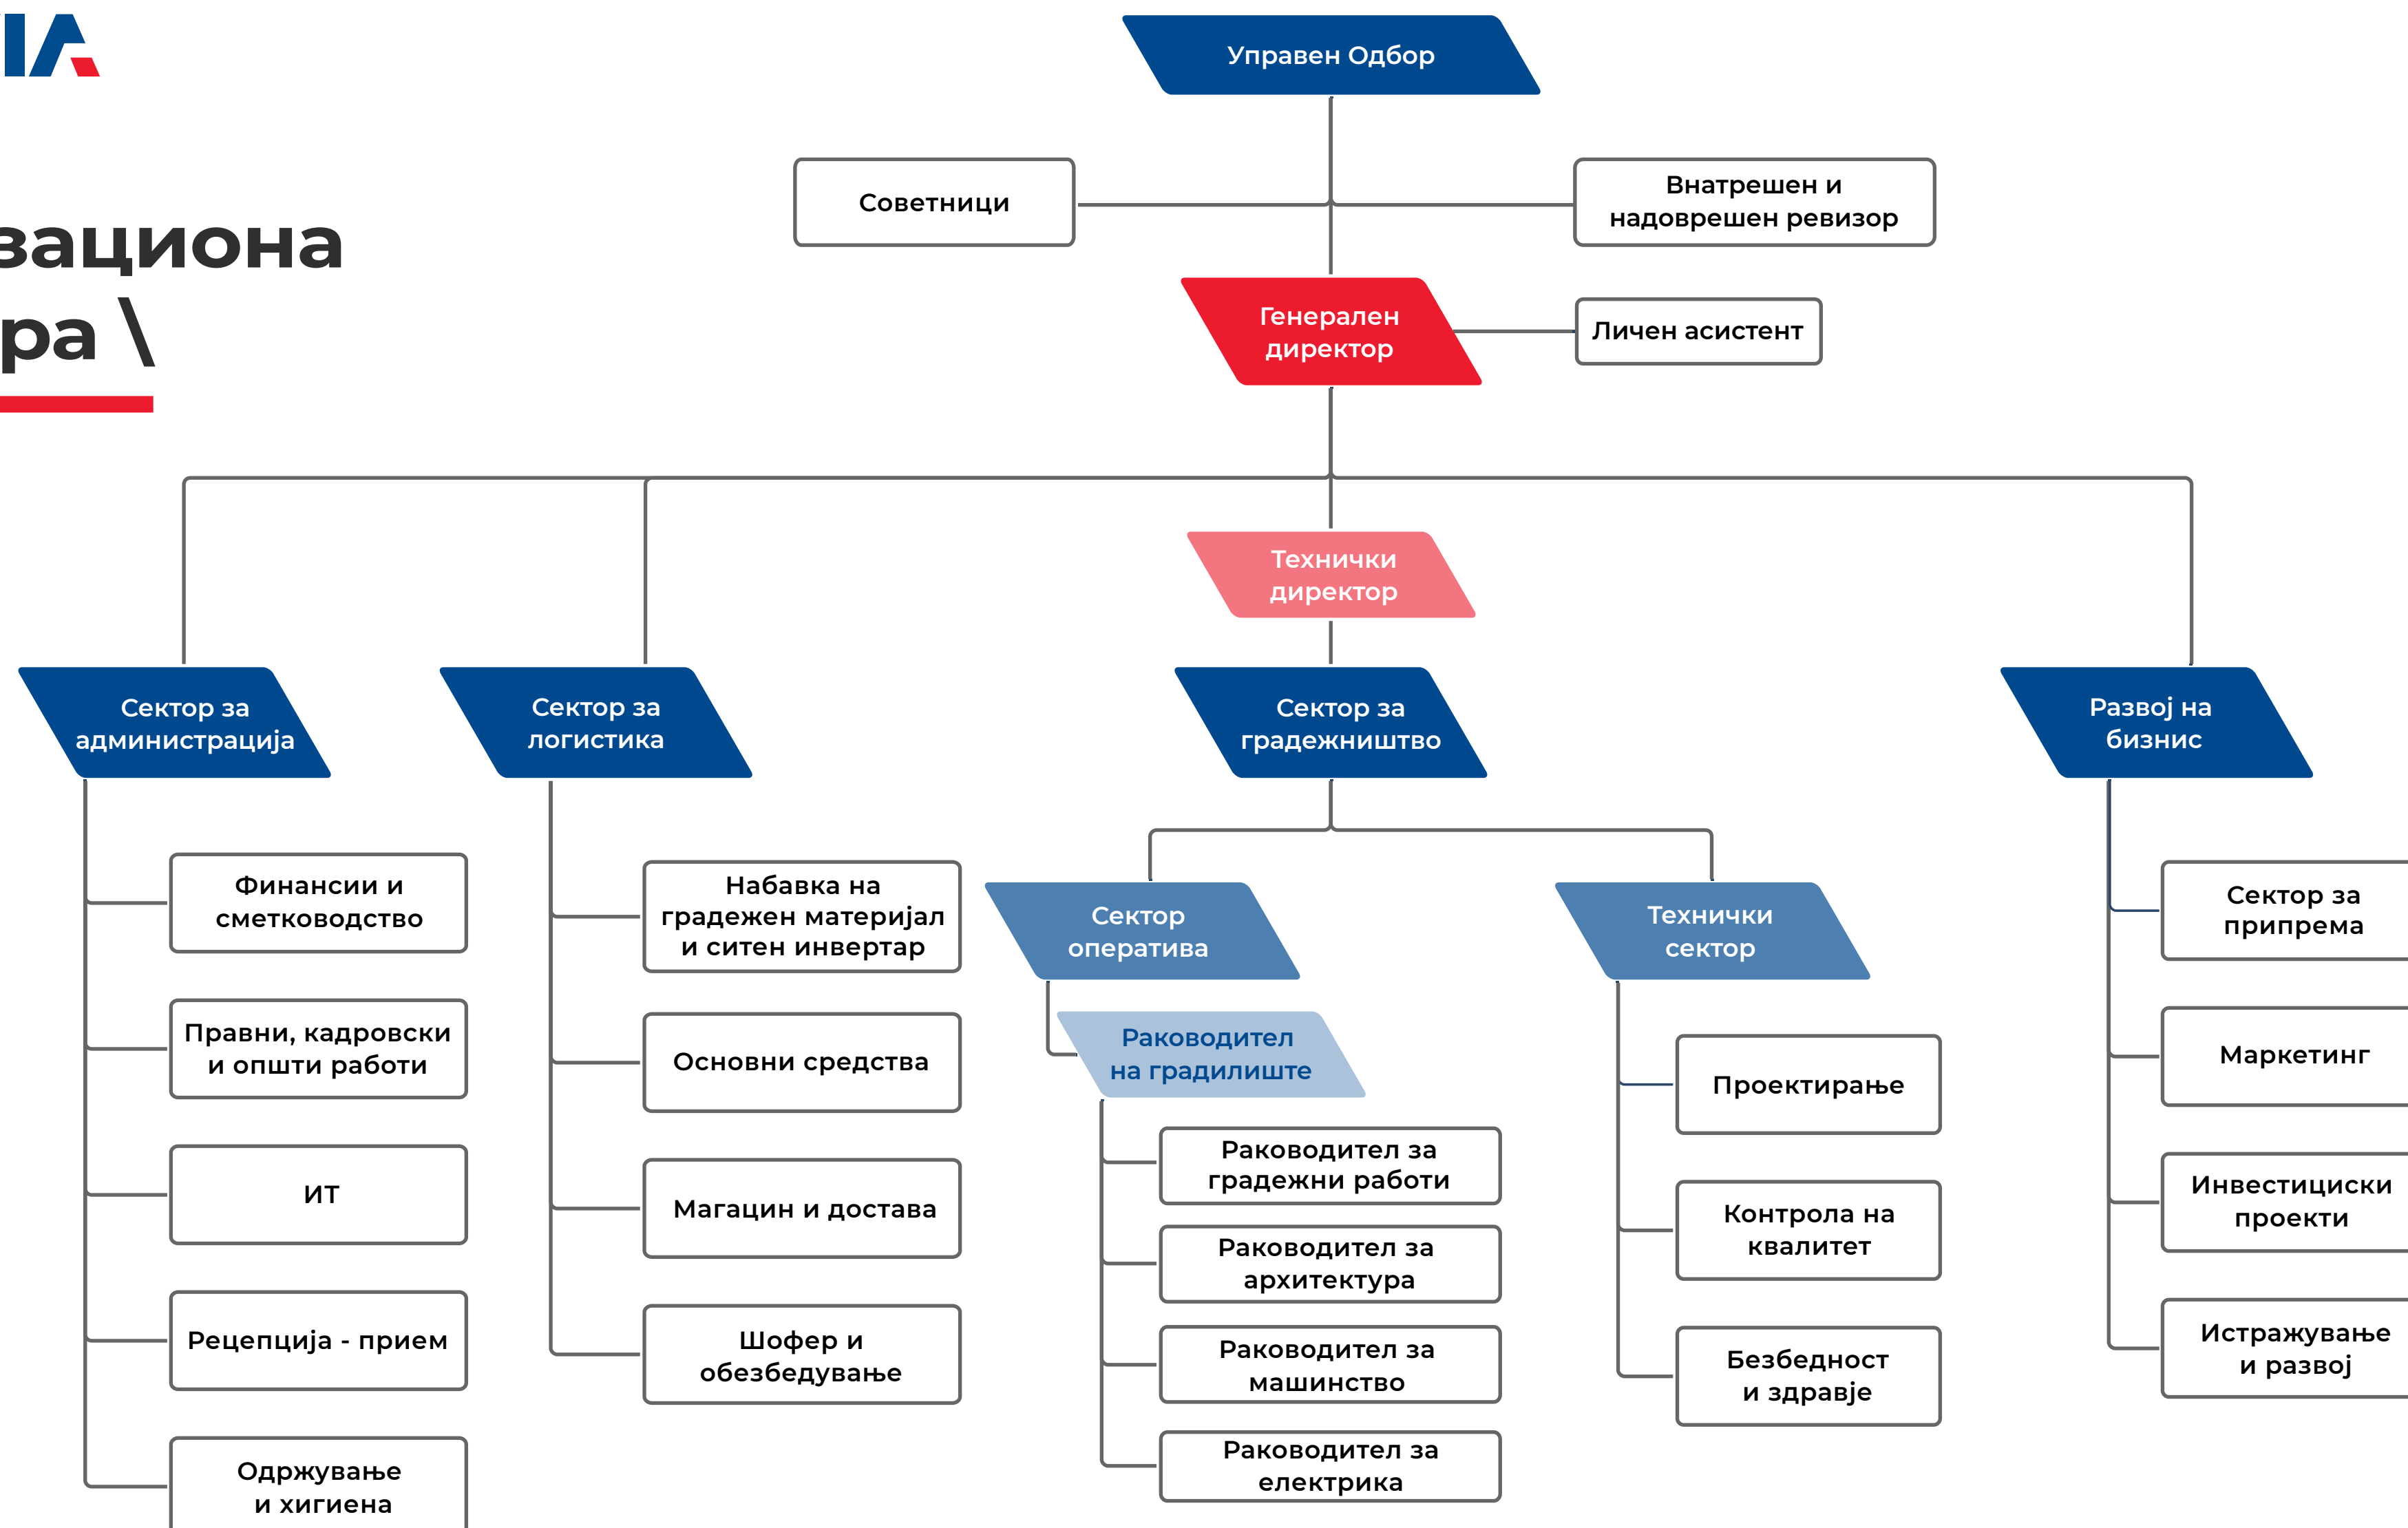 зациона
ра \
Управен Одбор
Советници
Внатрешен и
надоврешен ревизор
Генерален
директор
Личен асистент
Технички
директор
Сектор за
администрација
Сектор за
логистика
Сектор за
градежништво
Развој на
бизнис
Финансии и
сметководство
Правни, кадровски
и општи работи
ИТ
Рецепција - прием
Одржување
и хигиена
Набавка на
градежен материјал
и ситен инвертар
Основни средства
Магацин и достава
Шофер и
обезбедување
Сектор
оператива
Раководител
на градилиште
Раководител за
градежни работи
Раководител за
архитектура
Раководител за
машинство
Раководител за
електрика
Технички
сектор
Проектирање
Контрола на
квалитет
Безбедност
и здравје
Сектор за
припрема
Маркетинг
Инвестициски
проекти
Истражување
и развој